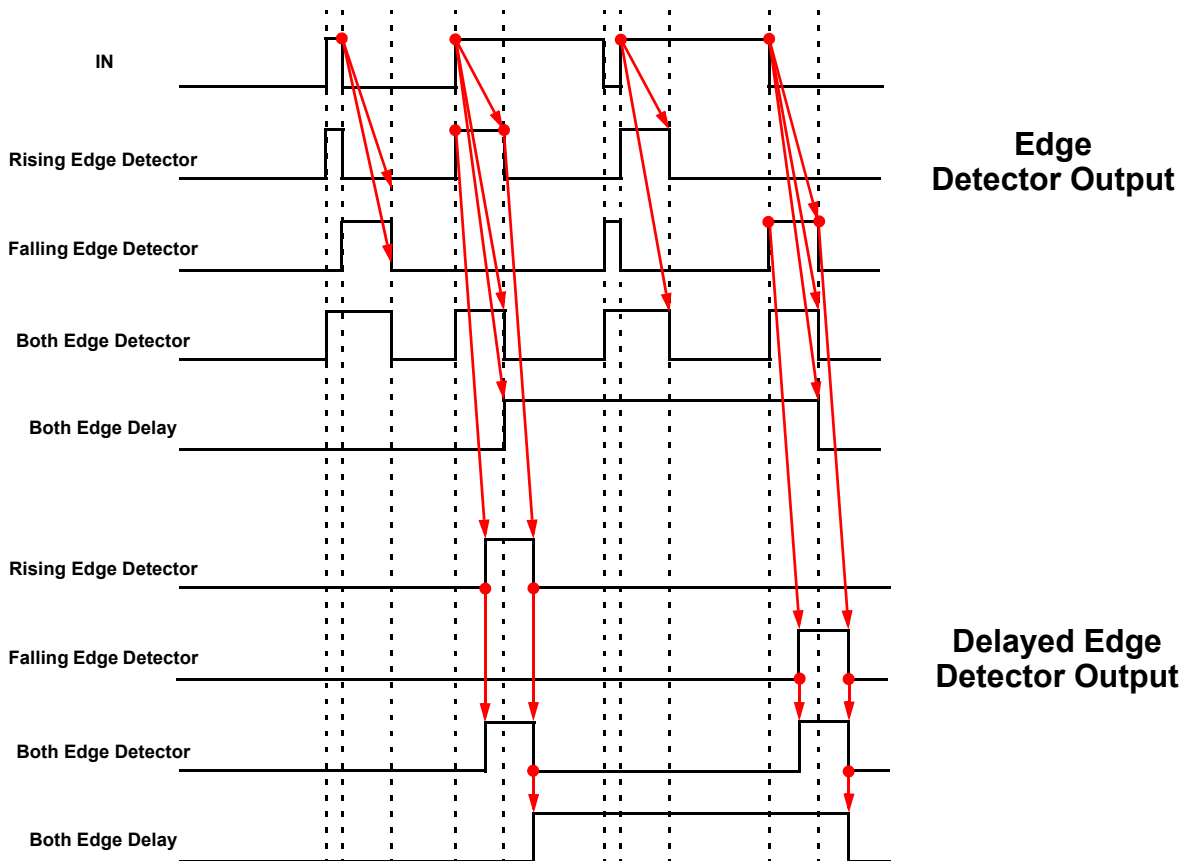 IN
Rising Edge Detector
Edge
Detector Output
Falling Edge Detector
Both Edge Detector
Both Edge Delay
Rising Edge Detector
Falling Edge Detector
Delayed Edge
Detector Output
Both Edge Detector
Both Edge Delay